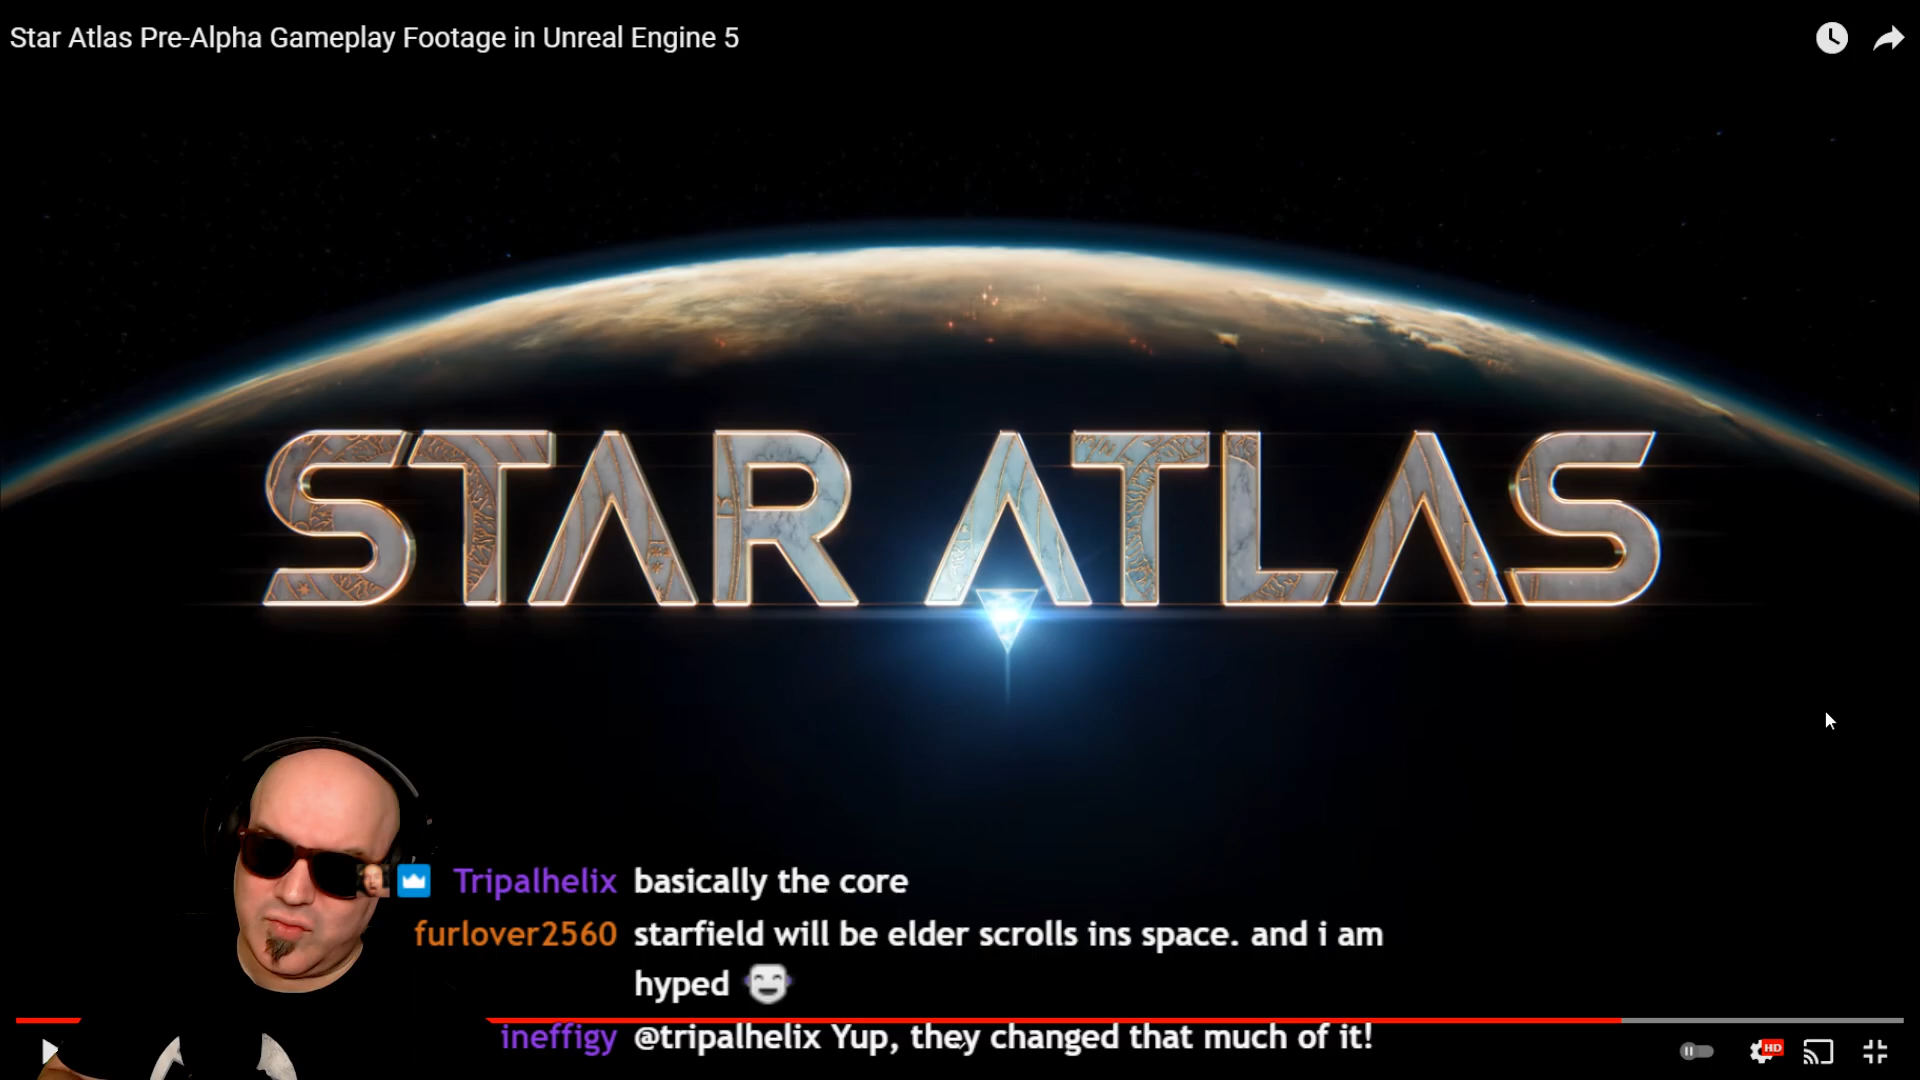 Star Atlas Pre-Alpha Gameplay Footage in Unreal Engine 5
STAR ATLAS
Tripalhelix basically the core
furlover2560 starfield will be elder scrolls ins space. and i am
hyped
ineffigy @tripalhelix Yup, they changed that much of it!
HD